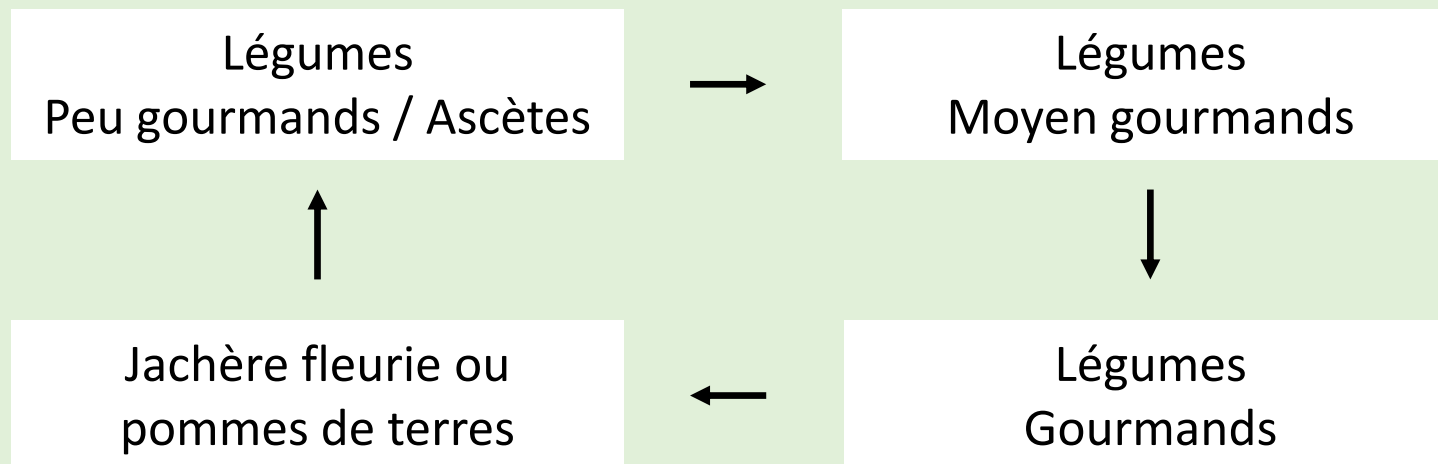 Légumes
Peu gourmands / Ascètes
Légumes
Moyen gourmands
Jachère fleurie ou
pommes de terres
Légumes
Gourmands